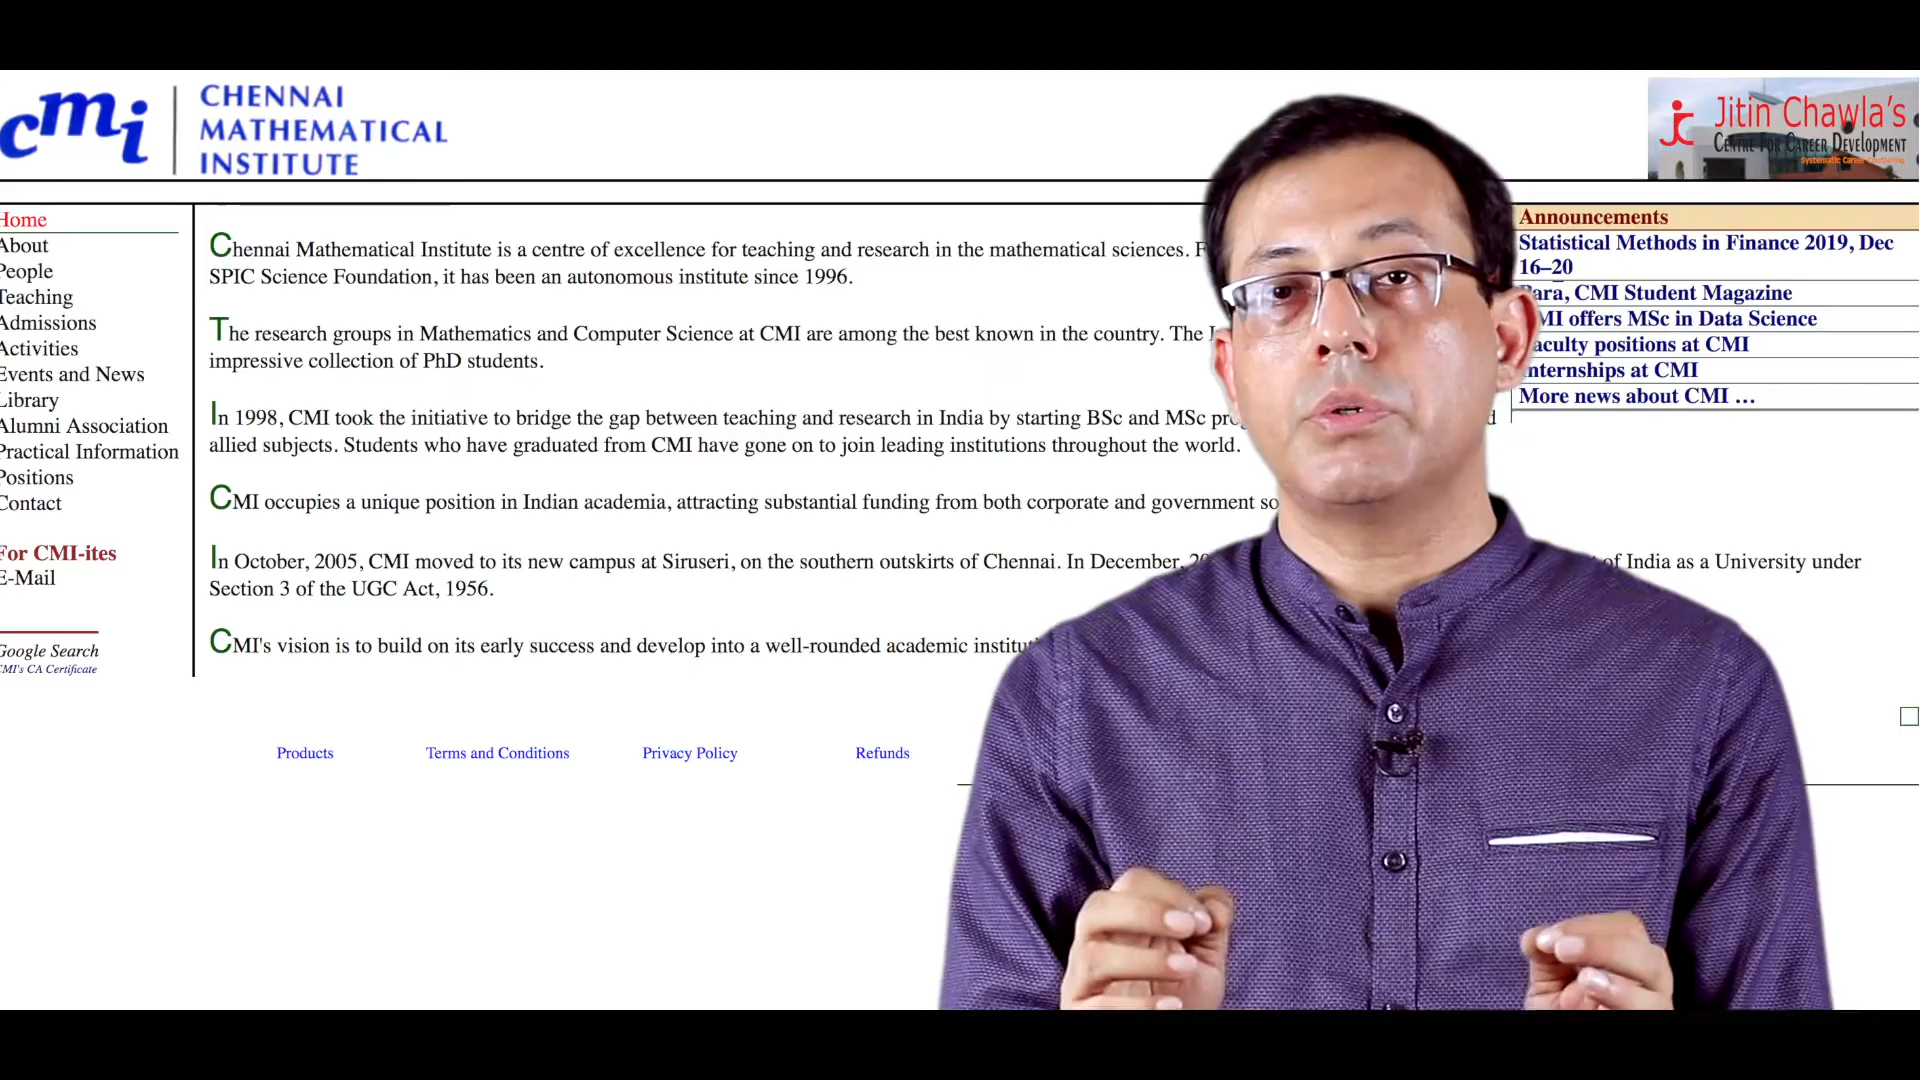 cmi
CHENNAI
MATHEMATICAL
INSTITUTE
Jitin Chawla's
CENTRE FOR CAREER DEVELOPMENT
Systematic Career Counselling
Home
About
People
Teaching
Admissions
Activities
Events and News
Library
Alumni Association
Practical Information
Positions
Contact
For CMI-ites
E-Mail
Google Search
CMI's CA Certificate
Chennai Mathematical Institute is a centre of excellence for teaching and research in the mathematical sciences.
SPIC Science Foundation, it has been an autonomous institute since 1996.
The research groups in Mathematics and Computer Science at CMI are among the best known in the country. The
impressive collection of PhD students.
In 1998, CMI took the initiative to bridge the gap between teaching and research in India by starting BSc and MSc
allied subjects. Students who have graduated from CMI have gone on to join leading institutions throughout the world.
CMI occupies a unique position in Indian academia, attracting substantial funding from both corporate and government
In October, 2005, CMI moved to its new campus at Siruseri, on the southern outskirts of Chennai. In December, of India as a University under
Section 3 of the UGC Act, 1956.
CMI's vision is to build on its early success and develop into a well-rounded academic
Announcements
Statistical Methods in Finance 2019, Dec
16–20
Para, CMI Student Magazine
CMI offers MSc in Data Science
Faculty positions at CMI
Internships at CMI
More news about CMI …
Products
Terms and Conditions
Privacy Policy
Refunds